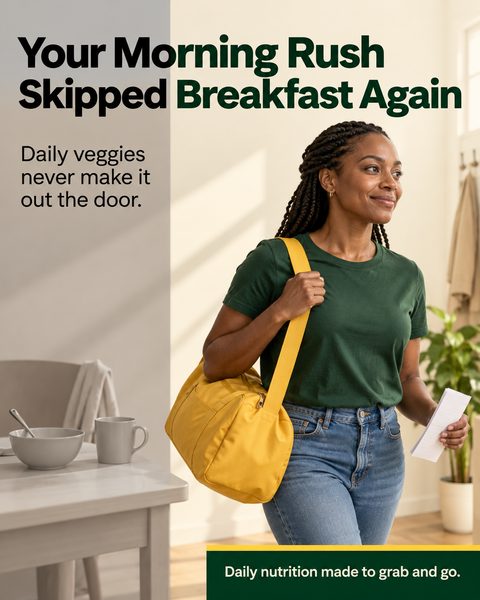 Your Morning Rush
Skipped Breakfast Again
Daily veggies
never make it
out the door.
Daily nutrition made to grab and go.